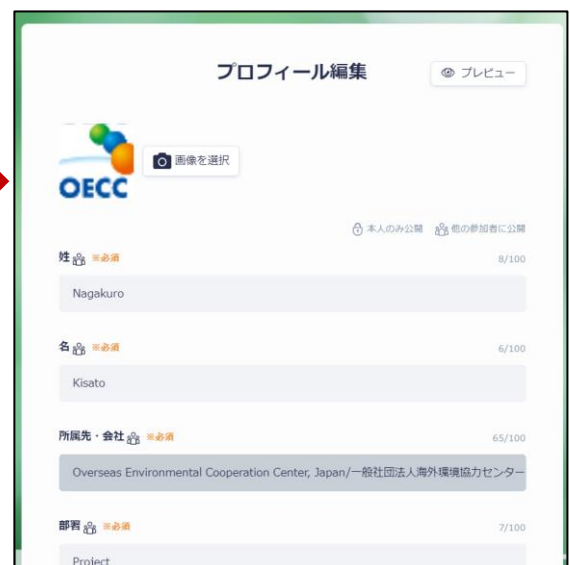 プロフィール編集
プレビュー
OECC
画像を選択
本人のみ公開 他の参加者に公開
姓 ※必須 8/100
Nagakuro
名 ※必須 6/100
Kisato
所属先・会社 ※必須 65/100
Overseas Environmental Cooperation Center, Japan/一般社団法人海外環境協力センター
部署 ※必須 7/100
Project